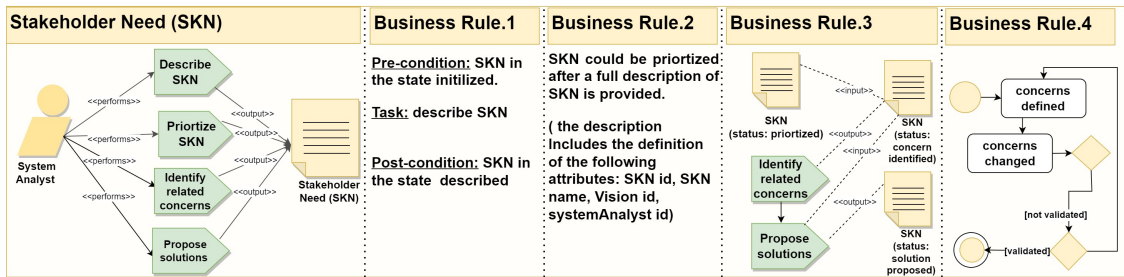 Stakeholder Need (SKN)
Describe
SKN
<<performs>>
<<output>>
<<performs>>
Priortize
SKN
<<output>>
<<output>>
System
Analyst
<<performs>>
Identify
related
concerns
<<output>>
<<performs>>
Propose
solutions
Stakeholder
Need (SKN)
Business Rule.1
Pre-condition: SKN in
the state initilized.
Task: describe SKN
Post-condition: SKN in
the state described
Business Rule.2
SKN could be priortized
after a full description of
SKN is provided.
( the description
Includes the definition
of the following
attributes: SKN id, SKN
name, Vision id,
systemAnalyst id)
Business Rule.3
<<input>>
SKN
(status: priortized)
SKN
(status:
concern
identified)
<<output>>
<<input>>
Identify
related
concerns
<<output>>
Propose
solutions
SKN
(status:
solution
proposed)
Business Rule.4
concerns
defined
concerns
changed
[not validated]
[validated]